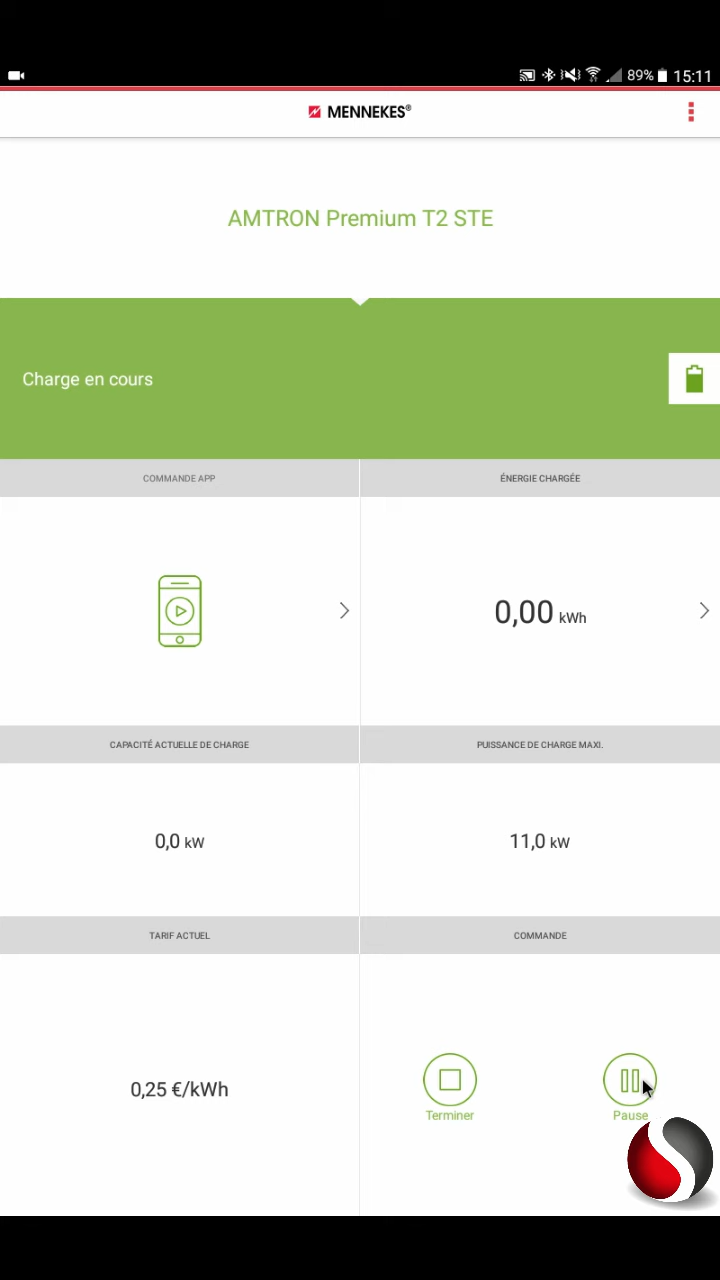 89% 15:11
MENNEKES®
AMTRON Premium T2 STE
Charge en cours
COMMANDE APP
ÉNERGIE CHARGÉE
0,00 kWh
CAPACITÉ ACTUELLE DE CHARGE
PUISSANCE DE CHARGE MAXI.
0,0 kW
11,0 kW
TARIF ACTUEL
COMMANDE
0,25 €/kWh
Terminer
Pause